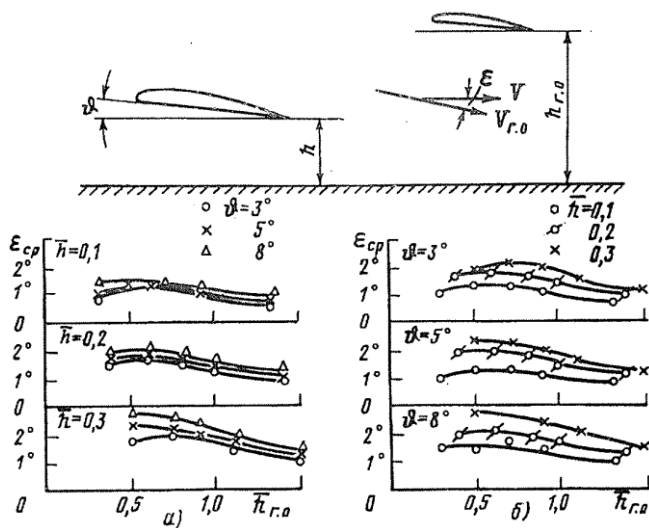 ϑ
h
ε
V
V г.о
h г.о
ϑ=3°
5°
8°
h̄=0,1
0,2
0,3
ε ср
h̄=0,1
2°
1°
0
h̄=0,2
2°
1°
0
h̄=0,3
2°
1°
0
0,5
1,0
h̄ г.о
а)
ε ср
ϑ=3°
2°
1°
0
ϑ=5°
2°
1°
0
ϑ=8°
2°
1°
0
0,5
1,0
h̄ г.о
б)